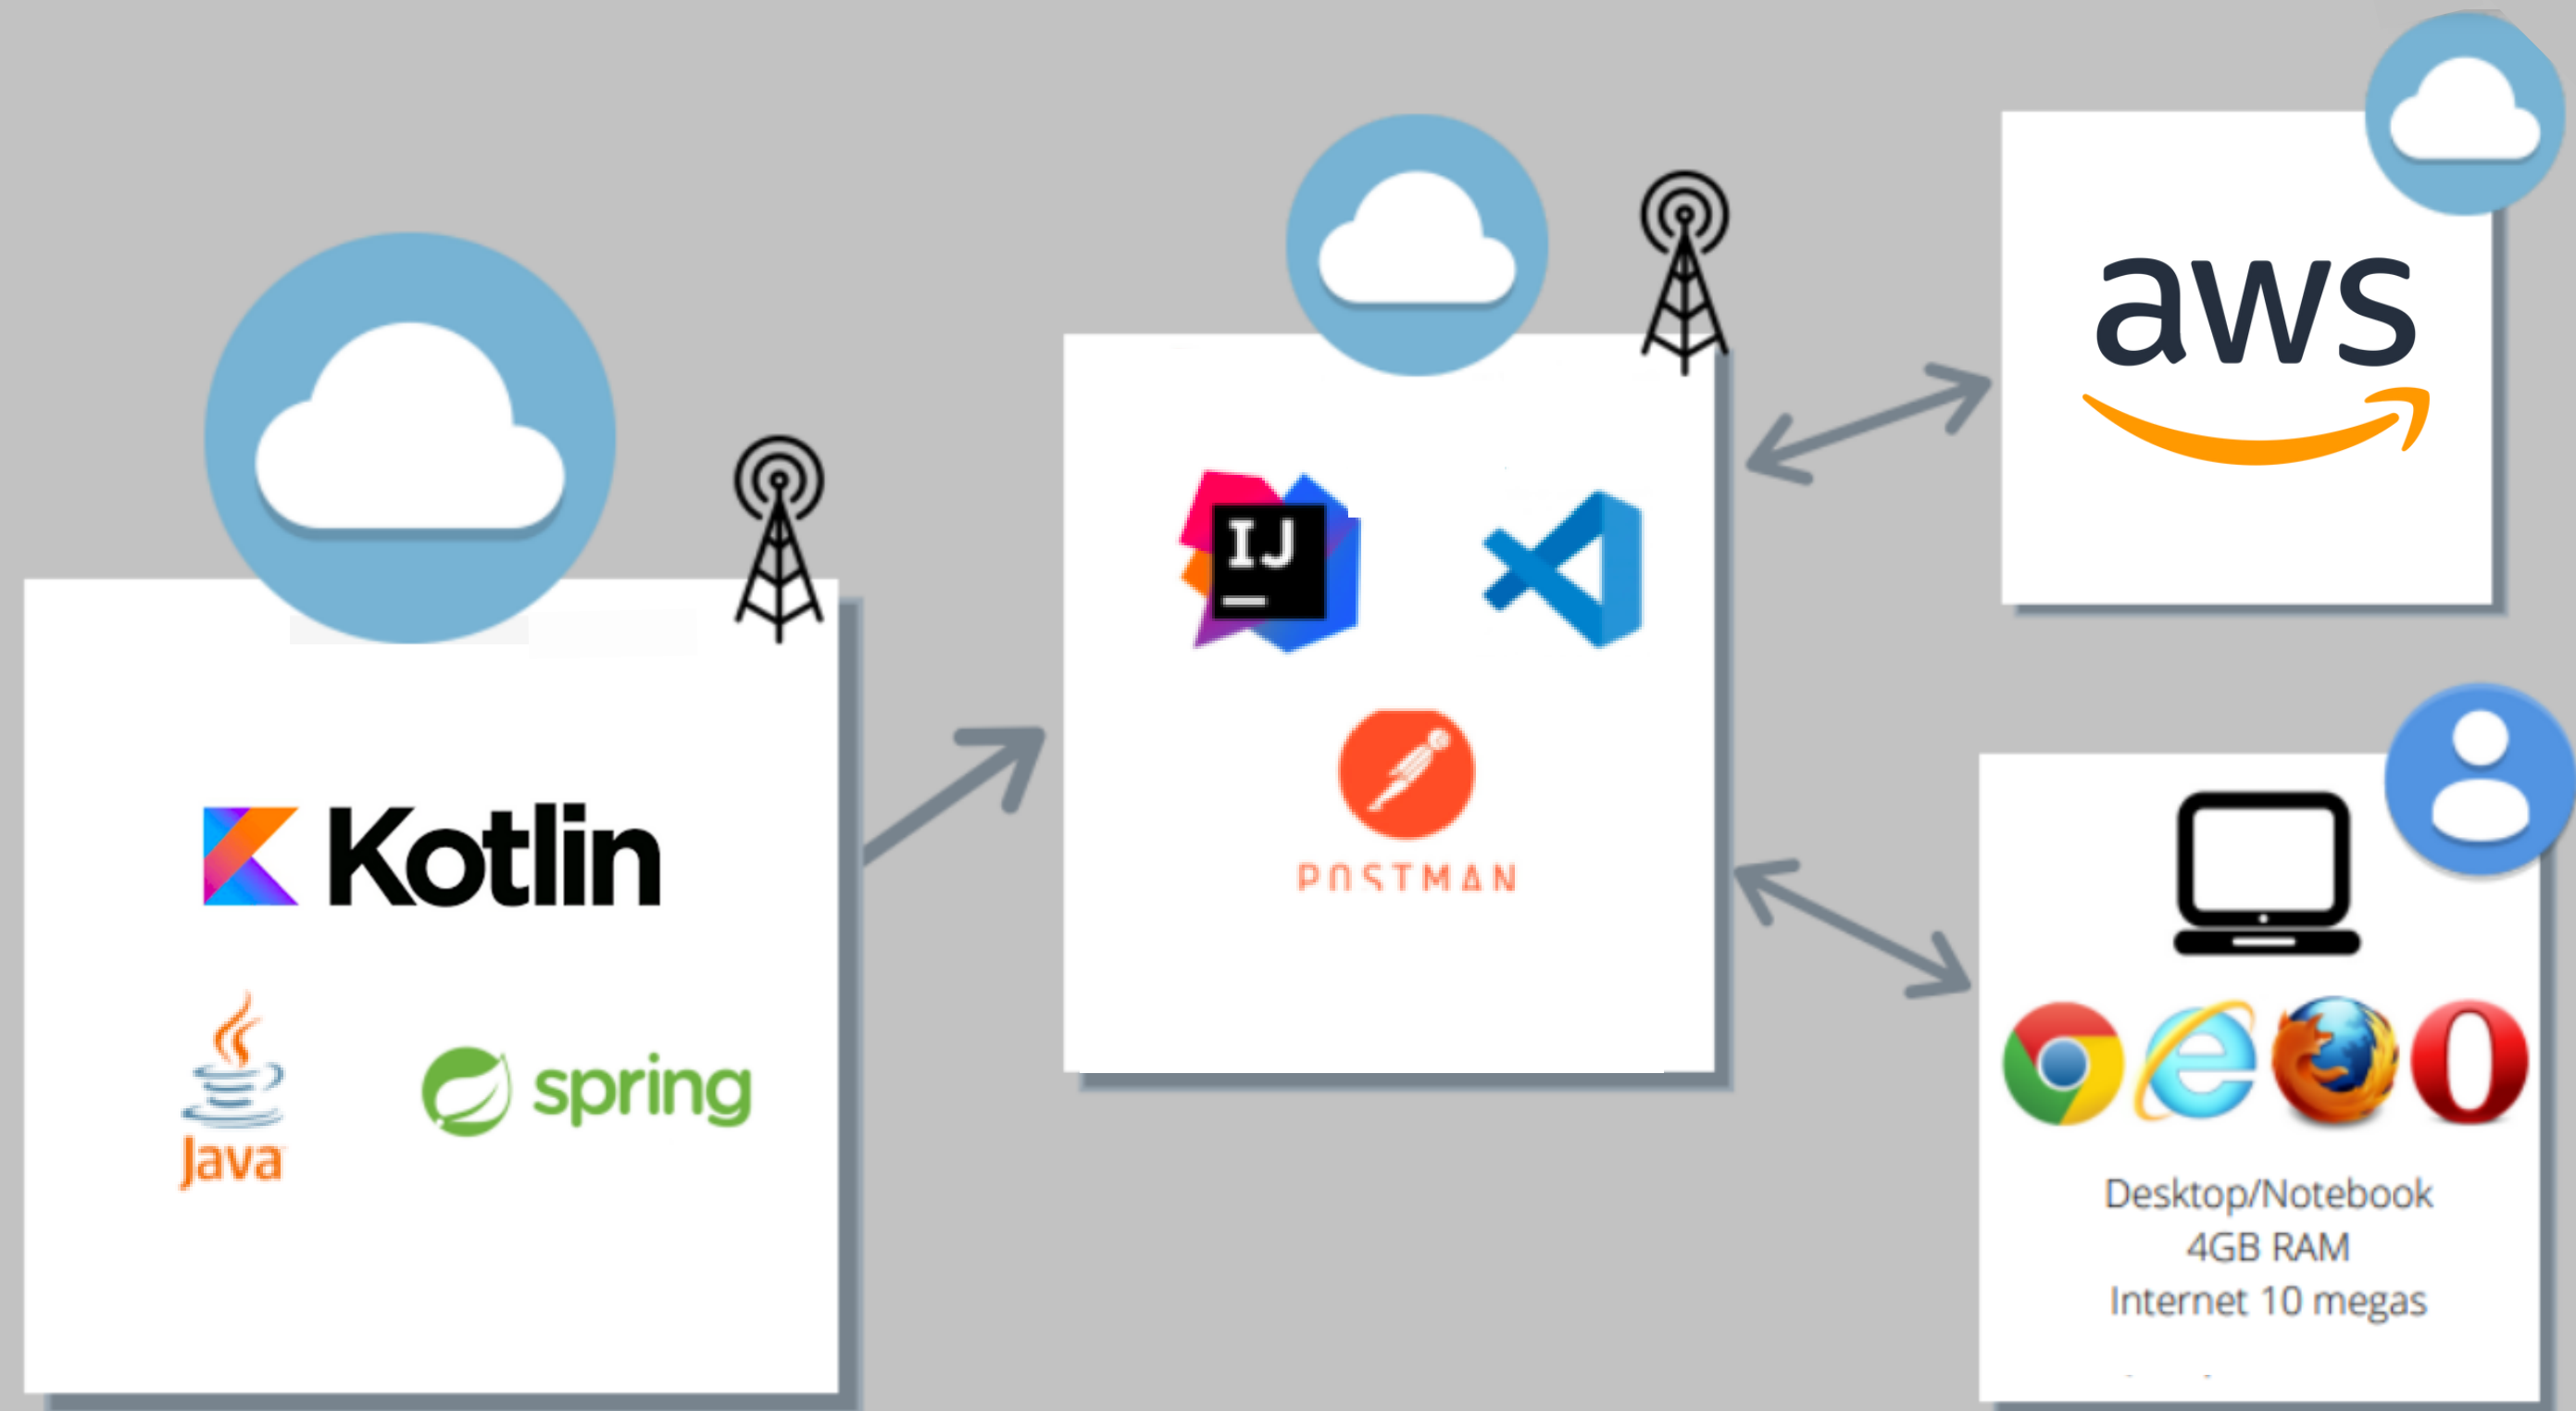 Kotlin
Java
spring
IJ
POSTMAN
aws
Desktop/Notebook
4GB RAM
Internet 10 megas